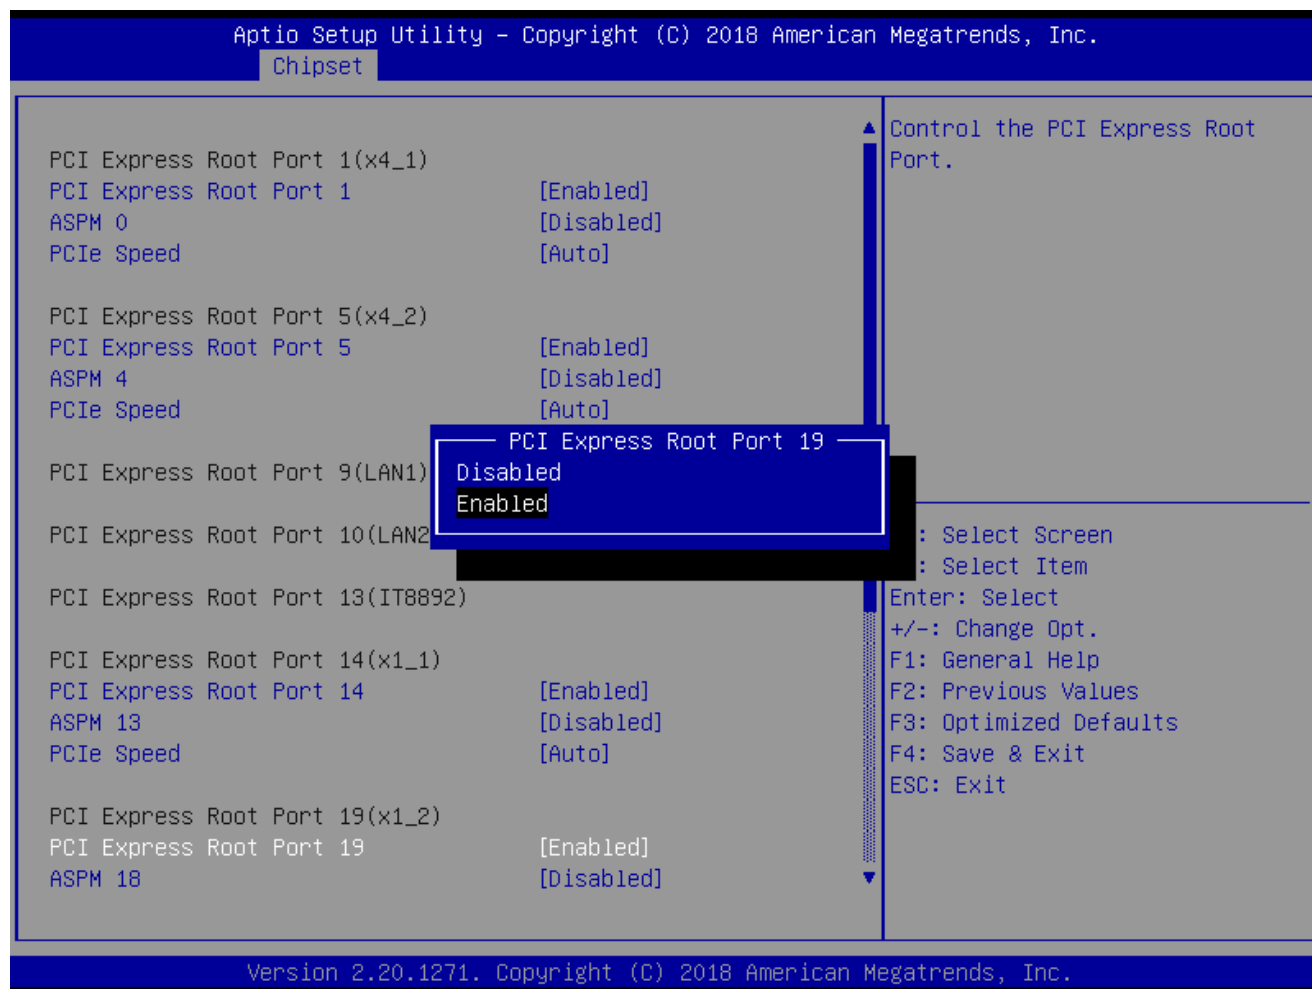 Aptio Setup Utility – Copyright (C) 2018 American Megatrends, Inc.
Chipset
PCI Express Root Port 1(x4_1)
PCI Express Root Port 1 [Enabled]
ASPM 0 [Disabled]
PCIe Speed [Auto]
PCI Express Root Port 5(x4_2)
PCI Express Root Port 5 [Enabled]
ASPM 4 [Disabled]
PCIe Speed [Auto]
PCI Express Root Port 9(LAN1)
PCI Express Root Port 10(LAN2
PCI Express Root Port 13(IT8892)
PCI Express Root Port 14(x1_1)
PCI Express Root Port 14 [Enabled]
ASPM 13 [Disabled]
PCIe Speed [Auto]
PCI Express Root Port 19(x1_2)
PCI Express Root Port 19 [Enabled]
ASPM 18 [Disabled]
PCI Express Root Port 19
Disabled
Enabled
Control the PCI Express Root
Port.
: Select Screen
: Select Item
Enter: Select
+/-: Change Opt.
F1: General Help
F2: Previous Values
F3: Optimized Defaults
F4: Save & Exit
ESC: Exit
Version 2.20.1271. Copyright (C) 2018 American Megatrends, Inc.